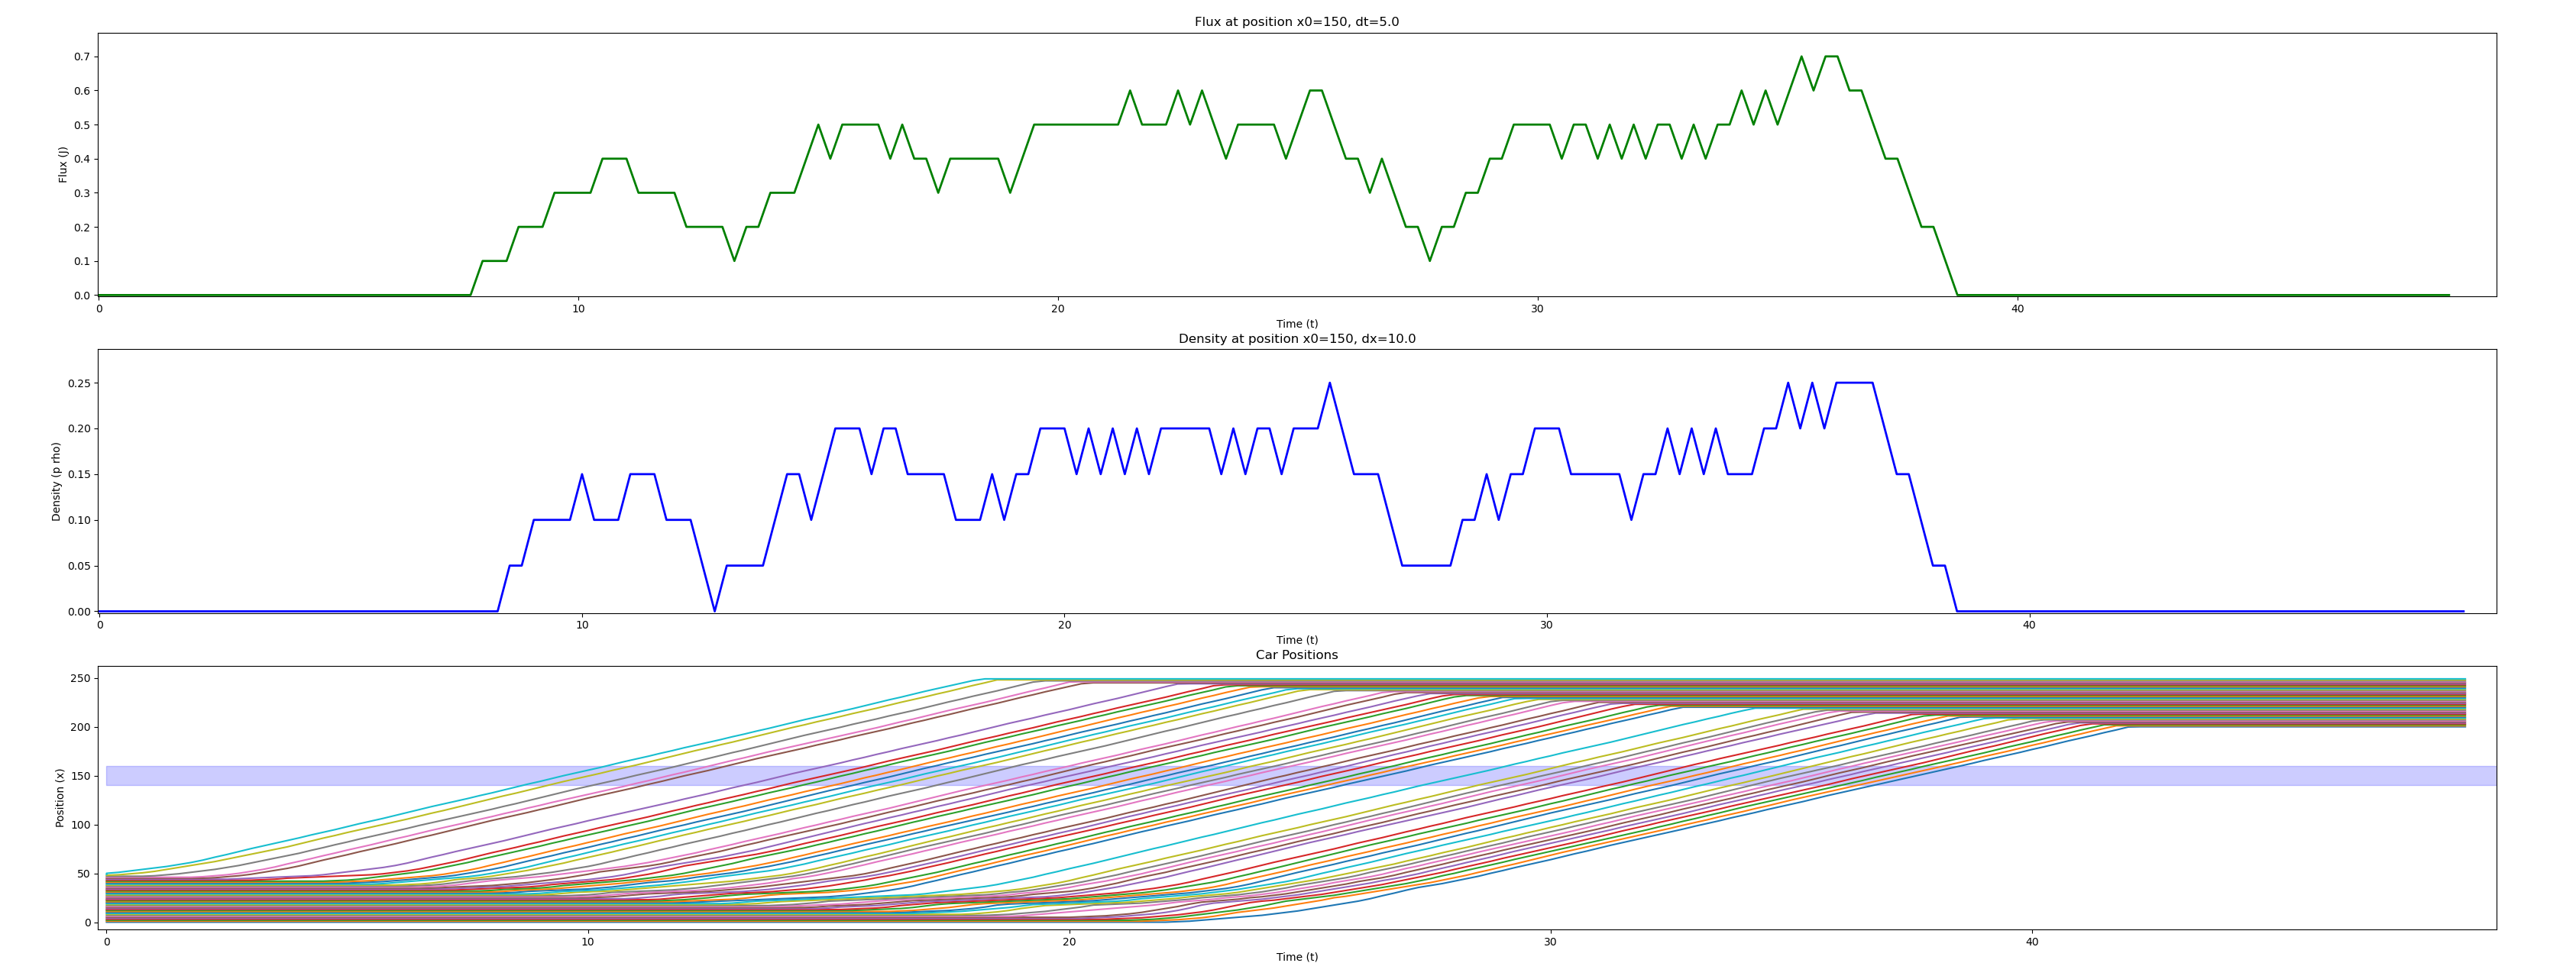 Flux at position x0=150, dt=5.0
Flux (J)
0.7
0.6
0.5
0.4
0.3
0.2
0.1
0.0
0 10 20 30 40
Time (t)
Density at position x0=150, dx=10.0
Density (p rho)
0.25
0.20
0.15
0.10
0.05
0.00
0 10 20 30 40
Time (t)
Car Positions
Position (x)
250
200
150
100
50
0
0 10 20 30 40
Time (t)